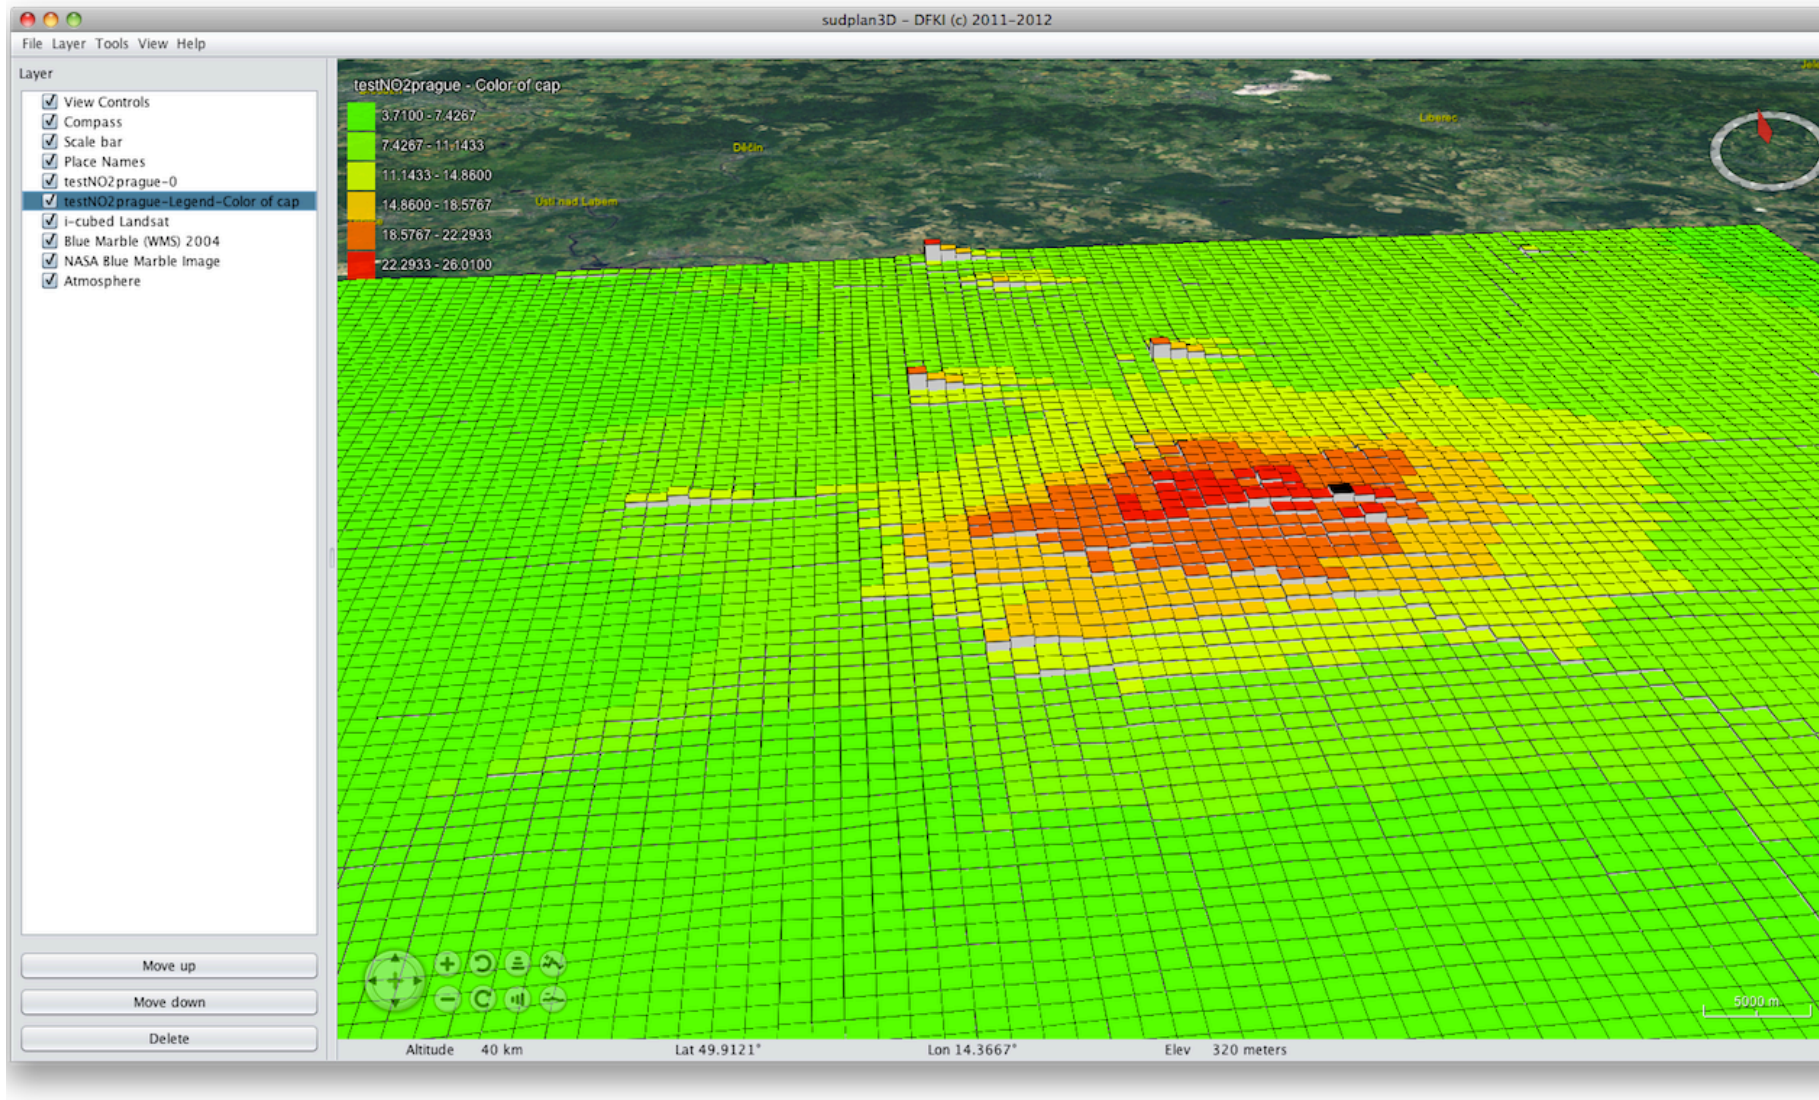 sudplan3D - DFKI (c) 2011-2012
File Layer Tools View Help
Layer
View Controls
Compass
Scale bar
Place Names
testNO2prague-0
testNO2prague-Legend-Color of cap
i-cubed Landsat
Blue Marble (WMS) 2004
NASA Blue Marble Image
Atmosphere
Move up
Move down
Delete
testNO2prague - Color of cap
3.7100 - 7.4267
7.4267 - 11.1433
11.1433 - 14.8600
14.8600 - 18.5767
18.5767 - 22.2933
22.2933 - 26.0100
Děčín
Liberec
Ústí nad Labem
5000 m
Altitude 40 km Lat 49.9121° Lon 14.3667° Elev 320 meters